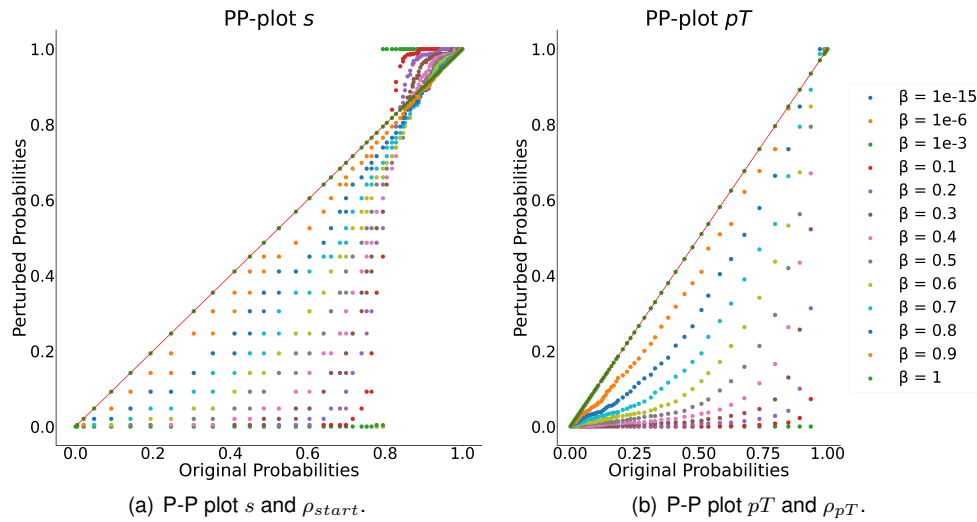 PP-plot s
PP-plot pT
Perturbed Probabilities
1.0
0.8
0.6
0.4
0.2
0.0
0.0 0.2 0.4 0.6 0.8 1.0
Original Probabilities
Perturbed Probabilities
1.0
0.8
0.6
0.4
0.2
0.0
0.00 0.25 0.50 0.75 1.00
Original Probabilities
β = 1e-15
β = 1e-6
β = 1e-3
β = 0.1
β = 0.2
β = 0.3
β = 0.4
β = 0.5
β = 0.6
β = 0.7
β = 0.8
β = 0.9
β = 1
(a) P-P plot s and ρstart.
(b) P-P plot pT and ρpT.